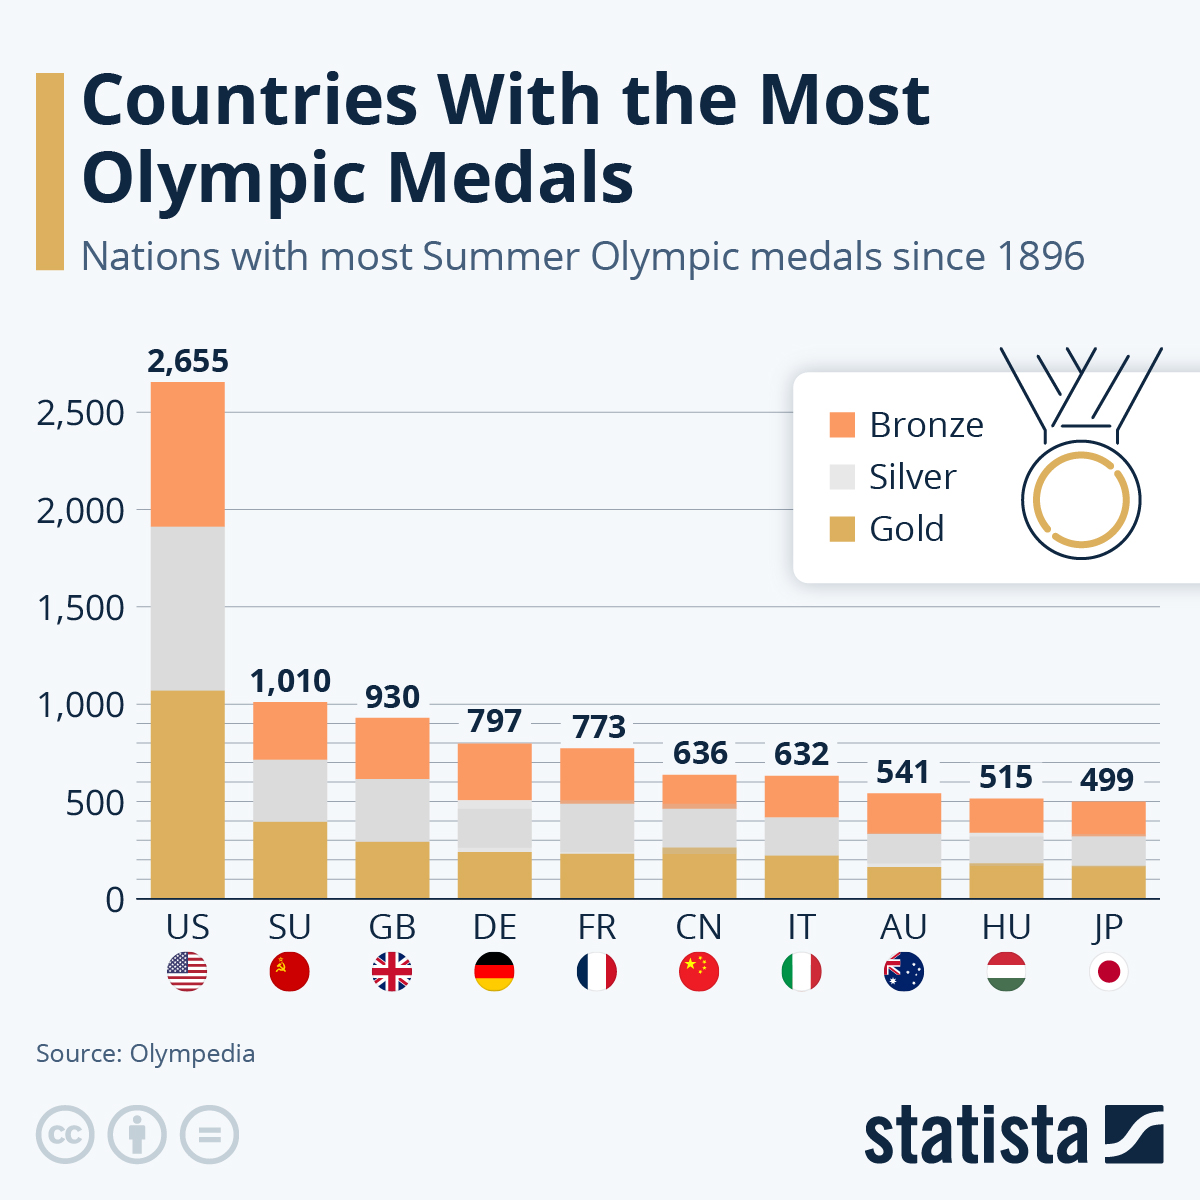 Countries With the Most
Olympic Medals
Nations with most Summer Olympic medals since 1896
2,655
2,500
2,000
1,500
1,000
500
0
Bronze
Silver
Gold
1,010
930
797
773
636
632
541
515
499
US SU GB DE FR CN IT AU HU JP
Source: Olympedia
cc
statista